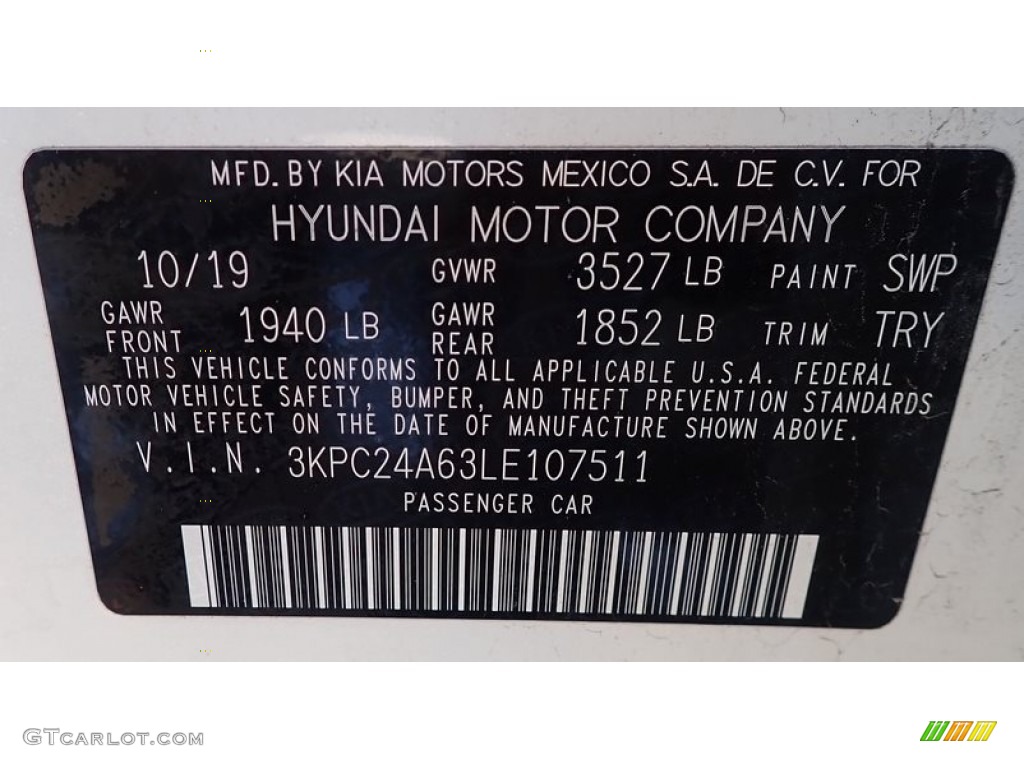 MFD. BY KIA MOTORS MEXICO S.A. DE C.V. FOR
HYUNDAI MOTOR COMPANY
10/19 GVWR 3527 LB PAINT SWP
GAWR FRONT 1940 LB GAWR REAR 1852 LB TRIM TRY
THIS VEHICLE CONFORMS TO ALL APPLICABLE U.S.A. FEDERAL
MOTOR VEHICLE SAFETY, BUMPER, AND THEFT PREVENTION STANDARDS
IN EFFECT ON THE DATE OF MANUFACTURE SHOWN ABOVE.
V.I.N. 3KPC24A63LE107511
PASSENGER CAR
GTCARLOT.COM